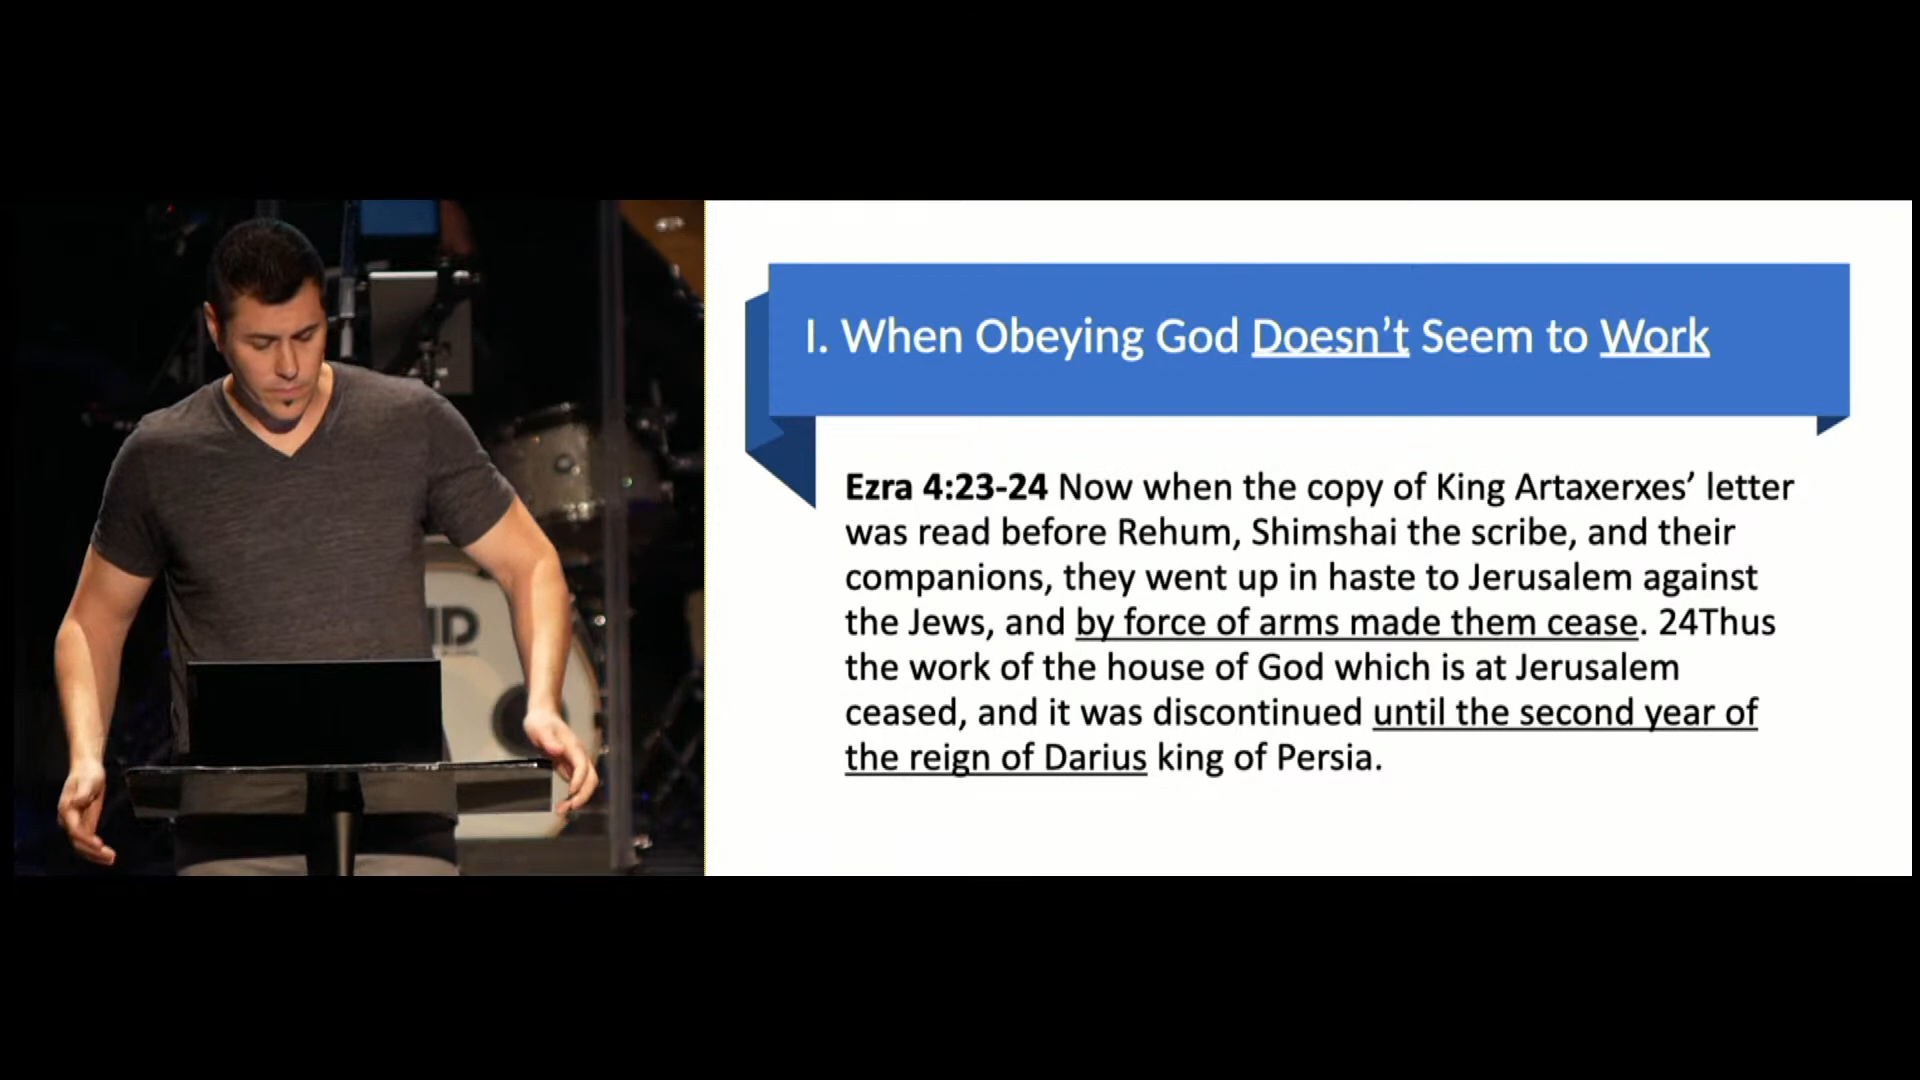 I. When Obeying God Doesn’t Seem to Work
Ezra 4:23-24 Now when the copy of King Artaxerxes’ letter
was read before Rehum, Shimshai the scribe, and their
companions, they went up in haste to Jerusalem against
the Jews, and by force of arms made them cease. 24Thus
the work of the house of God which is at Jerusalem
ceased, and it was discontinued until the second year of
the reign of Darius king of Persia.